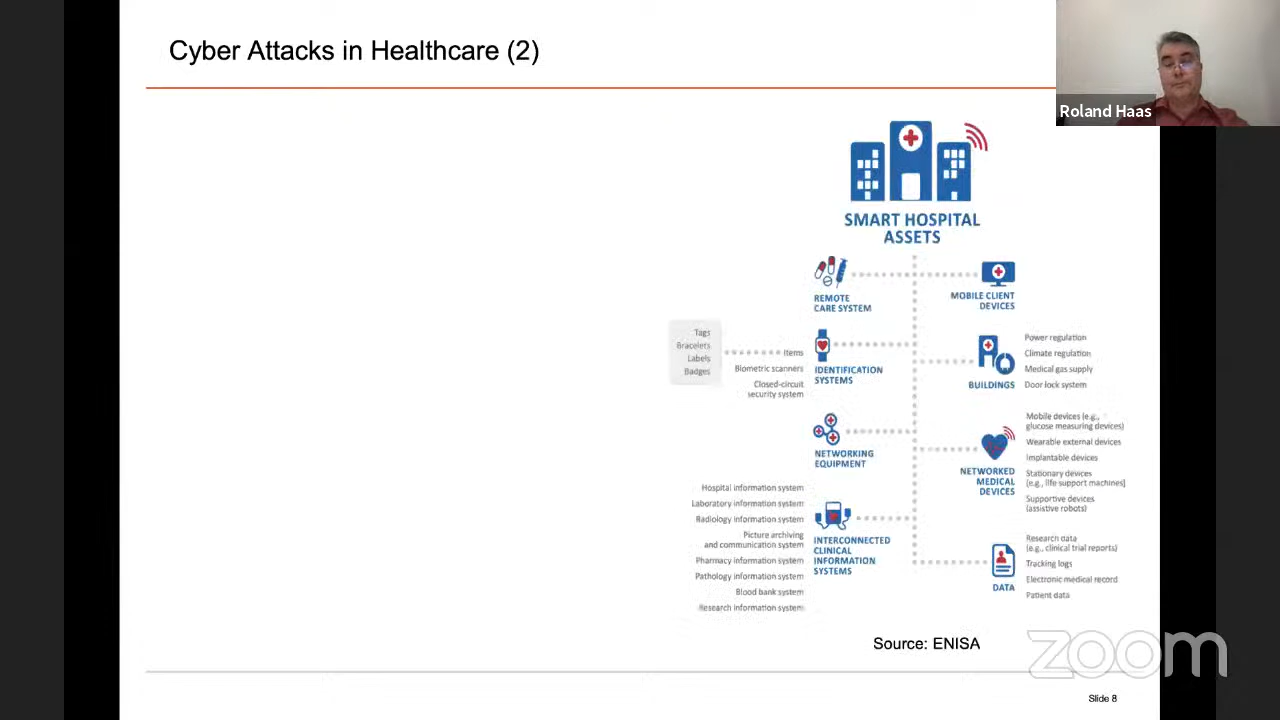 Cyber Attacks in Healthcare (2)
Roland Haas
SMART HOSPITAL
ASSETS
REMOTE
CARE SYSTEM
MOBILE CLIENT
DEVICES
Tags
Bracelets
Labels
Badges
Items
Biometric scanners
Closed-circuit
security system
IDENTIFICATION
SYSTEMS
BUILDINGS
Power regulation
Climate regulation
Medical gas supply
Door lock system
NETWORKING
EQUIPMENT
NETWORKED
MEDICAL
DEVICES
Mobile devices (e.g.,
glucose measuring devices)
Wearable external devices
Implantable devices
Stationary devices
(e.g., life support machines)
Supportive devices
(assistive robots)
Hospital information system
Laboratory information system
Radiology information system
Picture archiving
and communication system
Pharmacy information system
Pathology information system
Blood bank system
Research information system
INTERCONNECTED
CLINICAL
INFORMATION
SYSTEMS
DATA
Research data
(e.g., clinical trial reports)
Tracking logs
Electronic medical record
Patient data
Source: ENISA
zoom
Slide 8